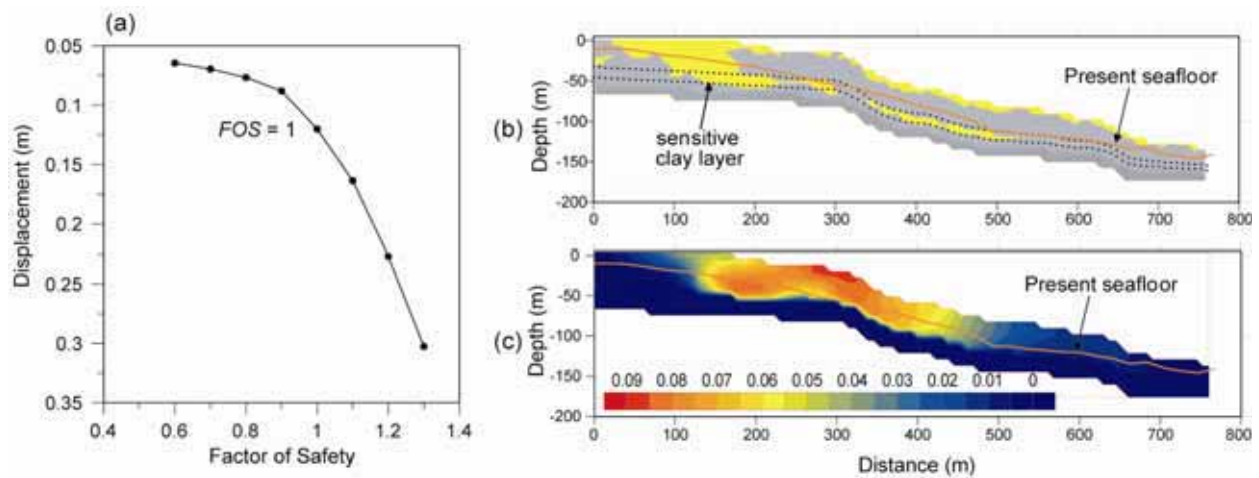 (a)
0.05
0.1
0.15
0.2
0.25
0.3
0.35
Displacement (m)
FOS = 1
0.4
0.6
0.8
1
1.2
1.4
Factor of Safety
(b)
0
-50
-100
-150
-200
Depth (m)
Present seafloor
sensitive
clay layer
0 100 200 300 400 500 600 700 800
(c)
0
-50
-100
-150
-200
Depth (m)
Present seafloor
0.09 0.08 0.07 0.06 0.05 0.04 0.03 0.02 0.01 0
0 100 200 300 400 500 600 700 800
Distance (m)